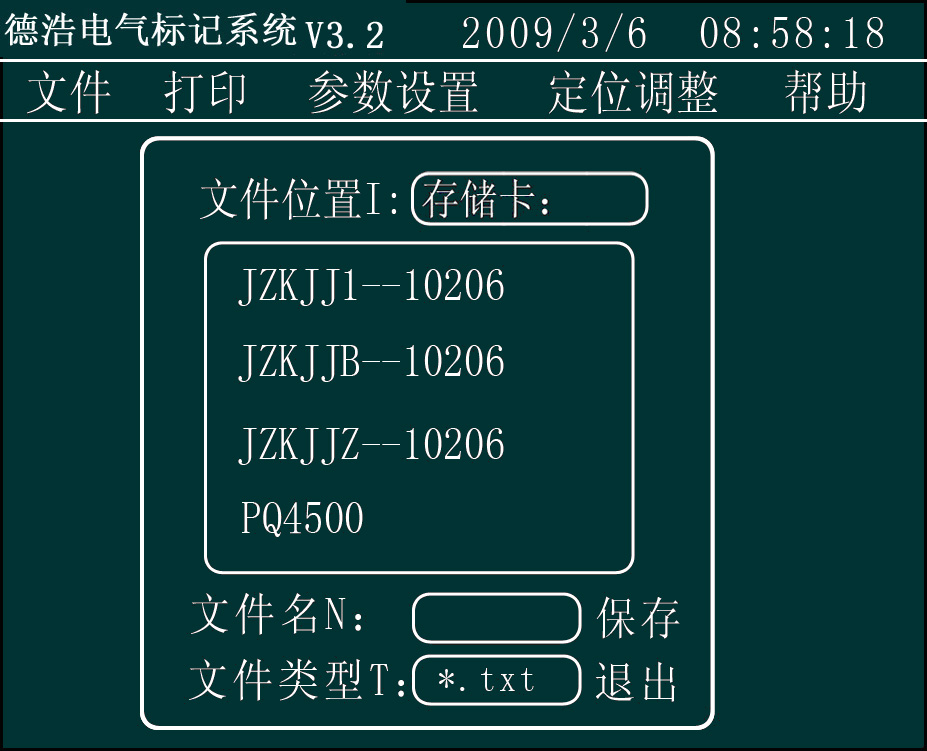 德浩电气标记系统 V3.2 2009/3/6 08:58:18
文件 打印 参数设置 定位调整 帮助
文件位置I: 存储卡：
JZKJJ1--10206
JZKJJB--10206
JZKJJZ--10206
PQ4500
文件名N： 保存
文件类型T： *.txt 退出